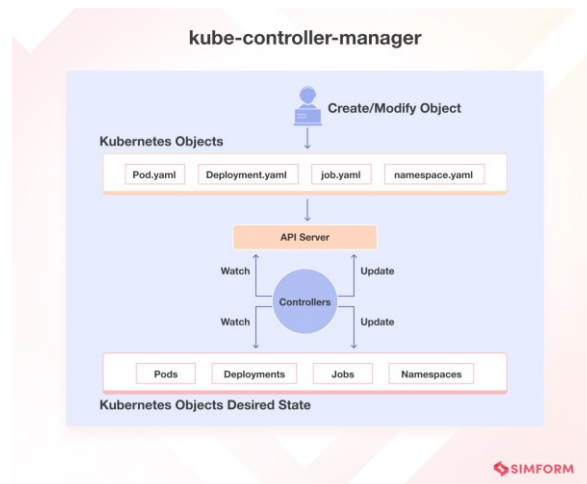 kube-controller-manager
Create/Modify Object
Kubernetes Objects
Pod.yaml Deployment.yaml job.yaml namespace.yaml
API Server
Watch Update
Controllers
Watch Update
Pods Deployments Jobs Namespaces
Kubernetes Objects Desired State
SIMFORM